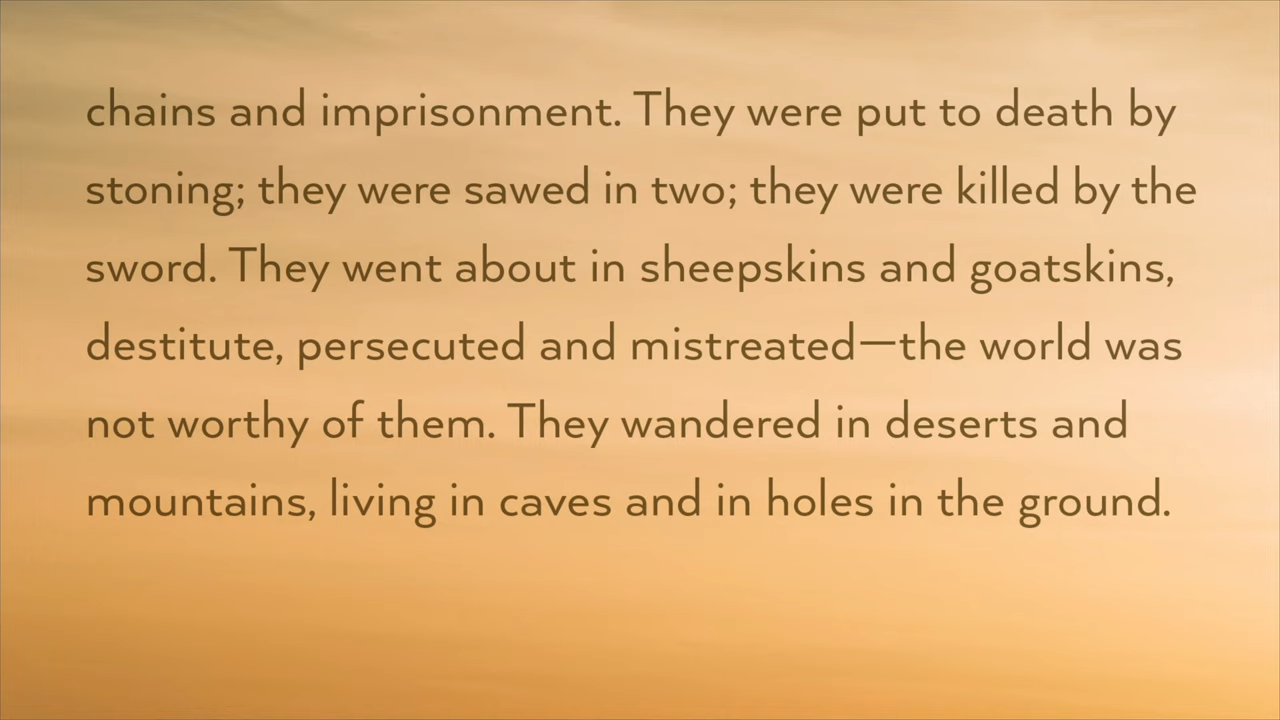 chains and imprisonment. They were put to death by
stoning; they were sawed in two; they were killed by the
sword. They went about in sheepskins and goatskins,
destitute, persecuted and mistreated—the world was
not worthy of them. They wandered in deserts and
mountains, living in caves and in holes in the ground.